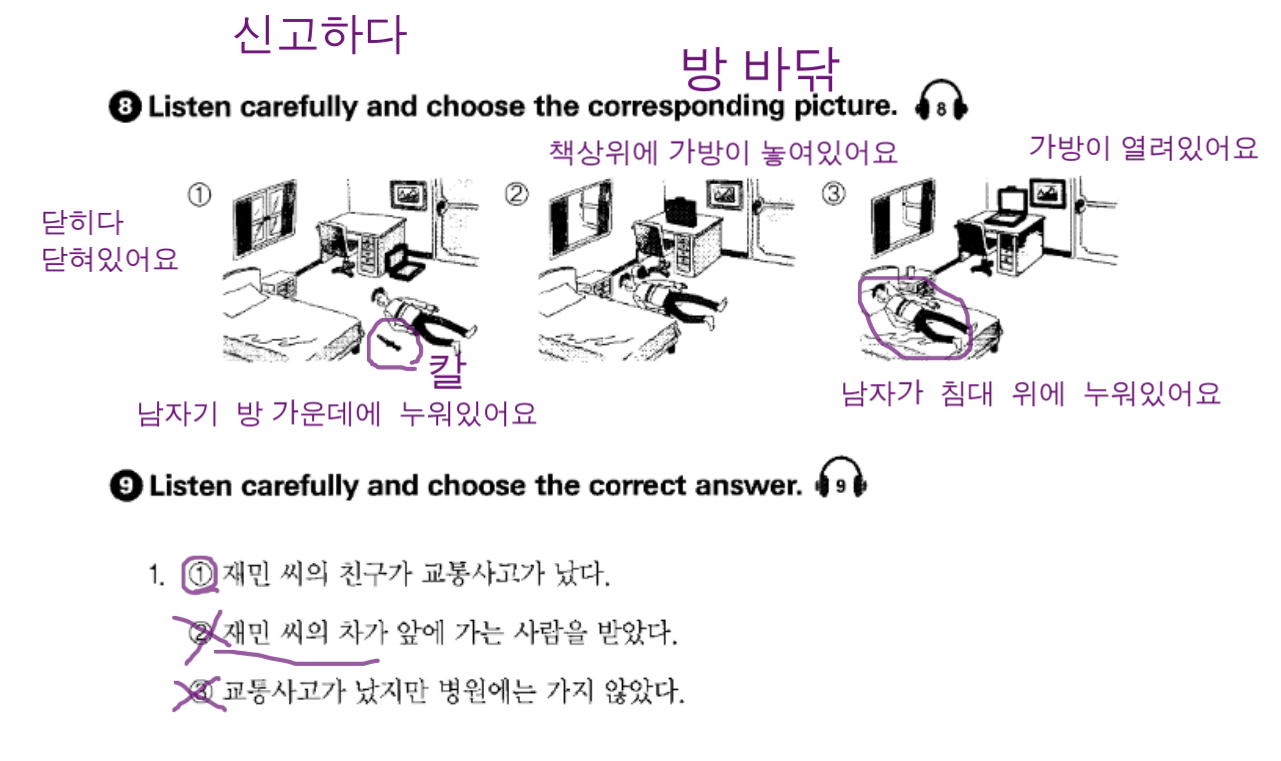 신고하다
방 바닦
8 Listen carefully and choose the corresponding picture. 8
책상위에 가방이 놓여있어요
가방이 열려있어요
① ② ③
닫히다
닫혀있어요
칼
남자가 침대 위에 누워있어요
남자기 방 가운데에 누워있어요
9 Listen carefully and choose the correct answer. 9
1. ① 재민 씨의 친구가 교통사고가 났다.
② 재민 씨의 차가 앞에 가는 사람을 받았다.
③ 교통사고가 났지만 병원에는 가지 않았다.